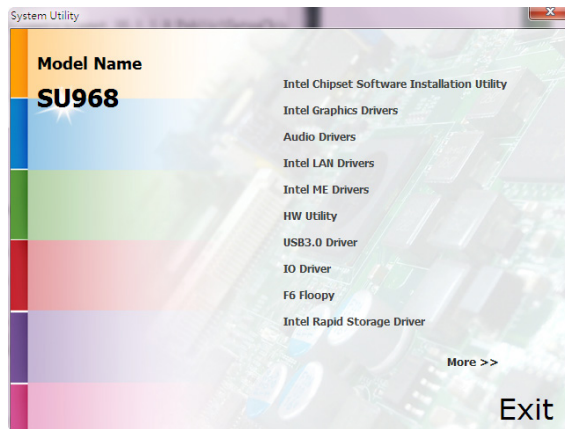 System Utility
Model Name
SU968
Intel Chipset Software Installation Utility
Intel Graphics Drivers
Audio Drivers
Intel LAN Drivers
Intel ME Drivers
HW Utility
USB3.0 Driver
IO Driver
F6 Floopy
Intel Rapid Storage Driver
More >>
Exit